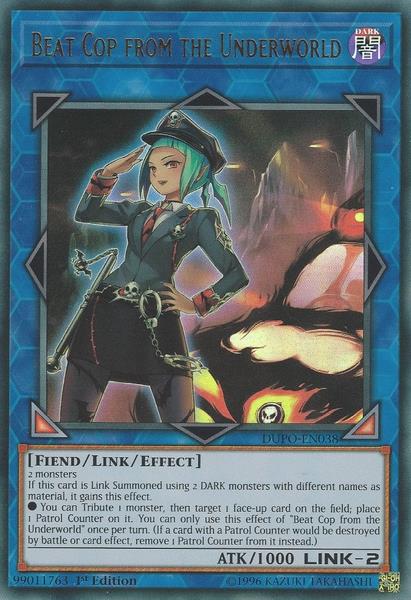 BEAT COP FROM THE UNDERWORLD
DARK
闇
DUPO-EN038
[FIEND/LINK/EFFECT]
2 monsters
If this card is Link Summoned using 2 DARK monsters with different names as
material, it gains this effect.
● You can Tribute 1 monster, then target 1 face-up card on the field; place
1 Patrol Counter on it. You can only use this effect of "Beat Cop from the
Underworld" once per turn. (If a card with a Patrol Counter would be destroyed
by battle or card effect, remove 1 Patrol Counter from it instead.)
ATK/1000 LINK-2
99011763 1st Edition ©1996 KAZUKI TAKAHASHI